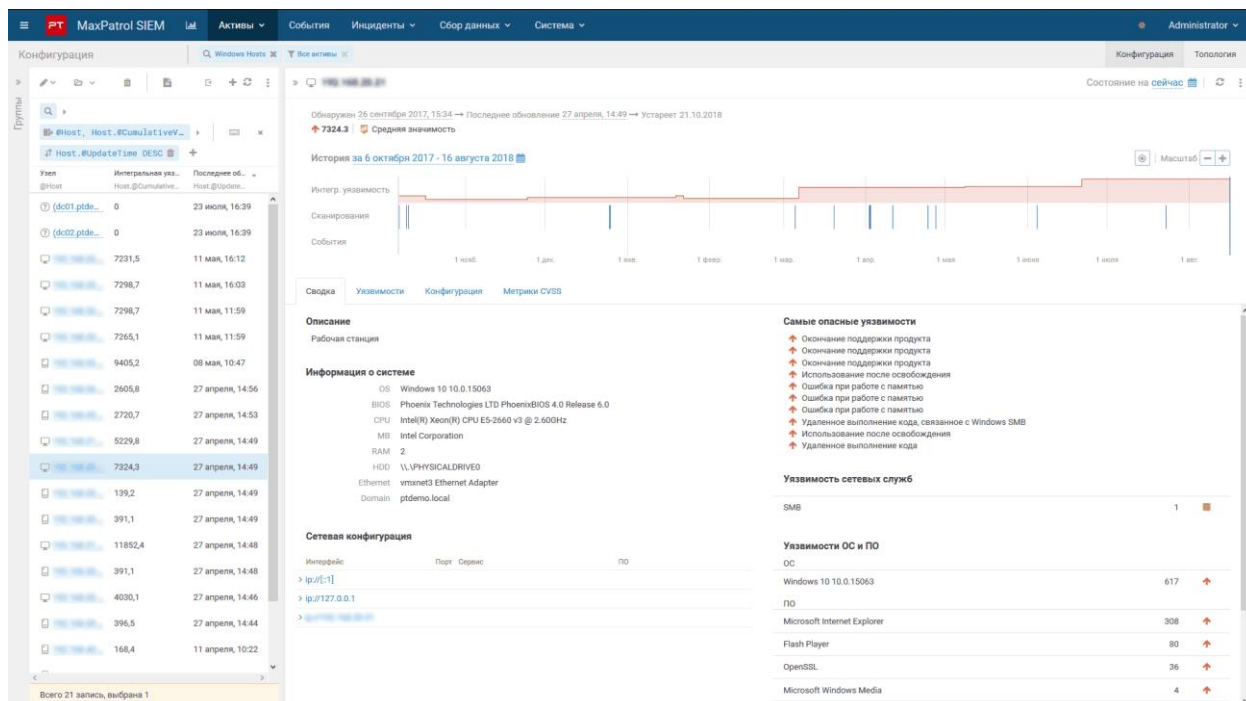 PT MaxPatrol SIEM Активы События Инциденты Сбор данных Система Administrator
Конфигурация Windows Hosts Все активы Конфигурация Топология
Группы
Состояние на сейчас
Обнаружен 26 сентября 2017, 15:34 → Последнее обновление 27 апреля, 14:49 → Устареет 21.10.2018
7324.3 Средняя значимость
@Host, Host.@CumulativeV...
Host.@UpdateTime DESC
История за 6 октября 2017 - 16 августа 2018 Масштаб
Узел Интегральная уяз... Последнее об...
@Host Host.@Cumulative... Host.@Update...
(dc01.ptde... 0 23 июля, 16:39
(dc02.ptde... 0 23 июля, 16:39
7231,5 11 мая, 16:12
7298,7 11 мая, 16:03
7298,7 11 мая, 11:59
7265,1 11 мая, 11:59
9405,2 08 мая, 10:47
2605,8 27 апреля, 14:56
2720,7 27 апреля, 14:53
5229,8 27 апреля, 14:49
7324,3 27 апреля, 14:49
139,2 27 апреля, 14:49
391,1 27 апреля, 14:49
11852,4 27 апреля, 14:48
391,1 27 апреля, 14:48
4030,1 27 апреля, 14:46
396,5 27 апреля, 14:44
168,4 11 апреля, 10:22
Всего 21 запись, выбрана 1
Интегр. уязвимость
Сканирования
События
1 нояб. 1 дек. 1 янв. 1 февр. 1 мар. 1 апр. 1 мая 1 июня 1 июля 1 авг.
Сводка Уязвимости Конфигурация Метрики CVSS
Описание
Рабочая станция
Информация о системе
OS Windows 10 10.0.15063
BIOS Phoenix Technologies LTD PhoenixBIOS 4.0 Release 6.0
CPU Intel(R) Xeon(R) CPU E5-2660 v3 @ 2.60GHz
MB Intel Corporation
RAM 2
HDD \\.\PHYSICALDRIVE0
Ethernet vmxnet3 Ethernet Adapter
Domain ptdemo.local
Сетевая конфигурация
Интерфейс Порт Сервис ПО
ip://[::1]
ip://127.0.0.1
Самые опасные уязвимости
Окончание поддержки продукта
Окончание поддержки продукта
Окончание поддержки продукта
Использование после освобождения
Ошибка при работе с памятью
Ошибка при работе с памятью
Ошибка при работе с памятью
Удаленное выполнение кода, связанное с Windows SMB
Использование после освобождения
Удаленное выполнение кода
Уязвимость сетевых служб
SMB 1
Уязвимости ОС и ПО
ОС
Windows 10 10.0.15063 617
ПО
Microsoft Internet Explorer 308
Flash Player 80
OpenSSL 36
Microsoft Windows Media 4